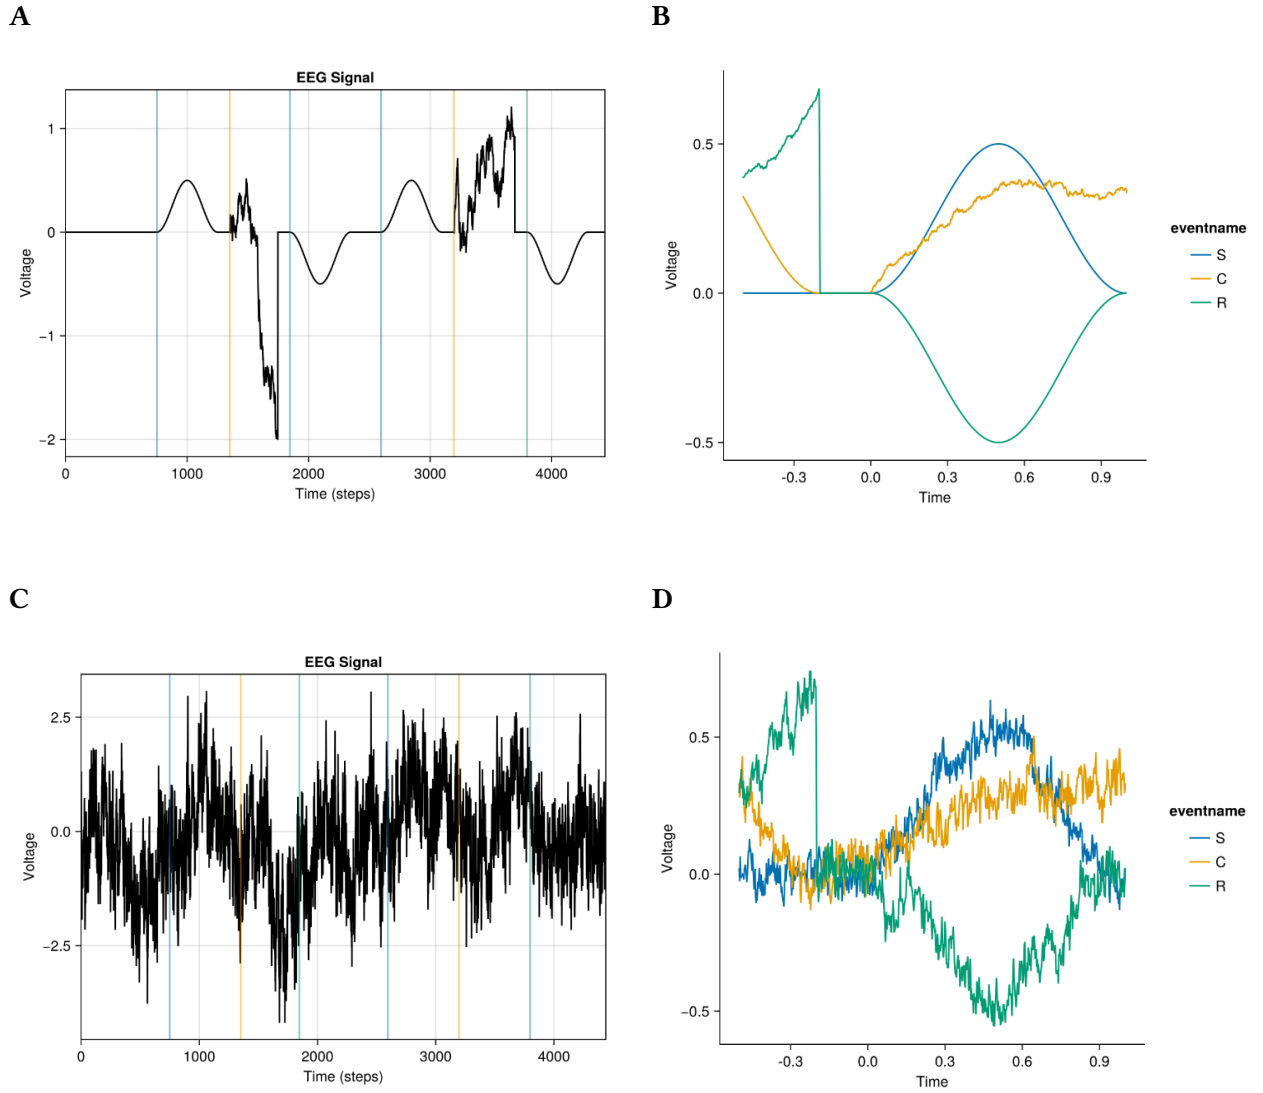 A
EEG Signal
Voltage
1
0
−1
−2
0 1000 2000 3000 4000
Time (steps)
B
Voltage
0.5
0.0
−0.5
-0.3 0.0 0.3 0.6 0.9
Time
eventname
S
C
R
C
EEG Signal
Voltage
2.5
0.0
−2.5
0 1000 2000 3000 4000
Time (steps)
D
Voltage
0.5
0.0
−0.5
-0.3 0.0 0.3 0.6 0.9
Time
eventname
S
C
R